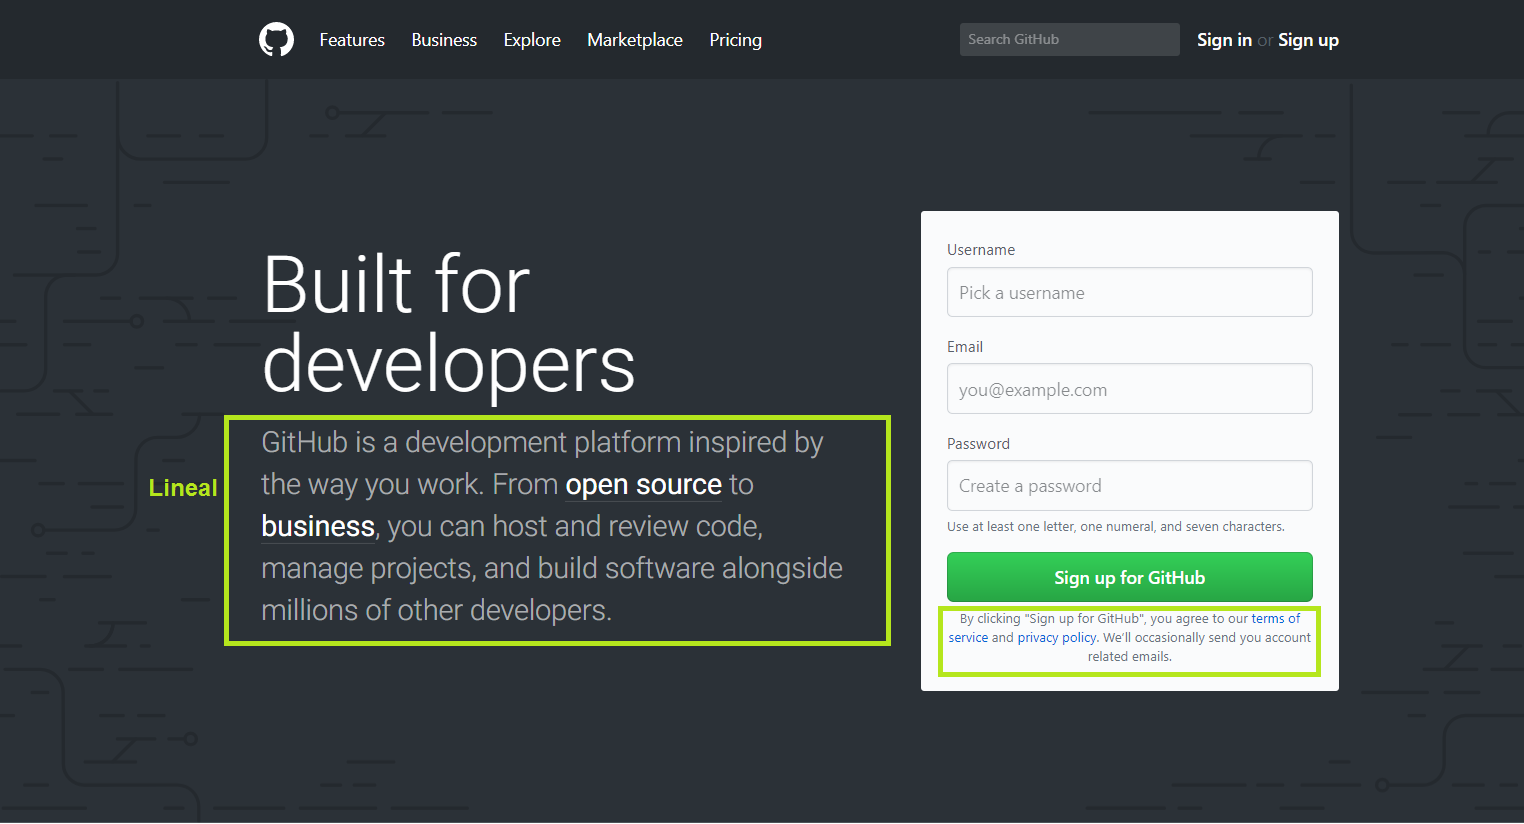 Features Business Explore Marketplace Pricing Search GitHub Sign in or Sign up
Built for
developers
Lineal
GitHub is a development platform inspired by
the way you work. From open source to
business, you can host and review code,
manage projects, and build software alongside
millions of other developers.
Username
Pick a username
Email
you@example.com
Password
Create a password
Use at least one letter, one numeral, and seven characters.
Sign up for GitHub
By clicking "Sign up for GitHub", you agree to our terms of
service and privacy policy. We’ll occasionally send you account
related emails.